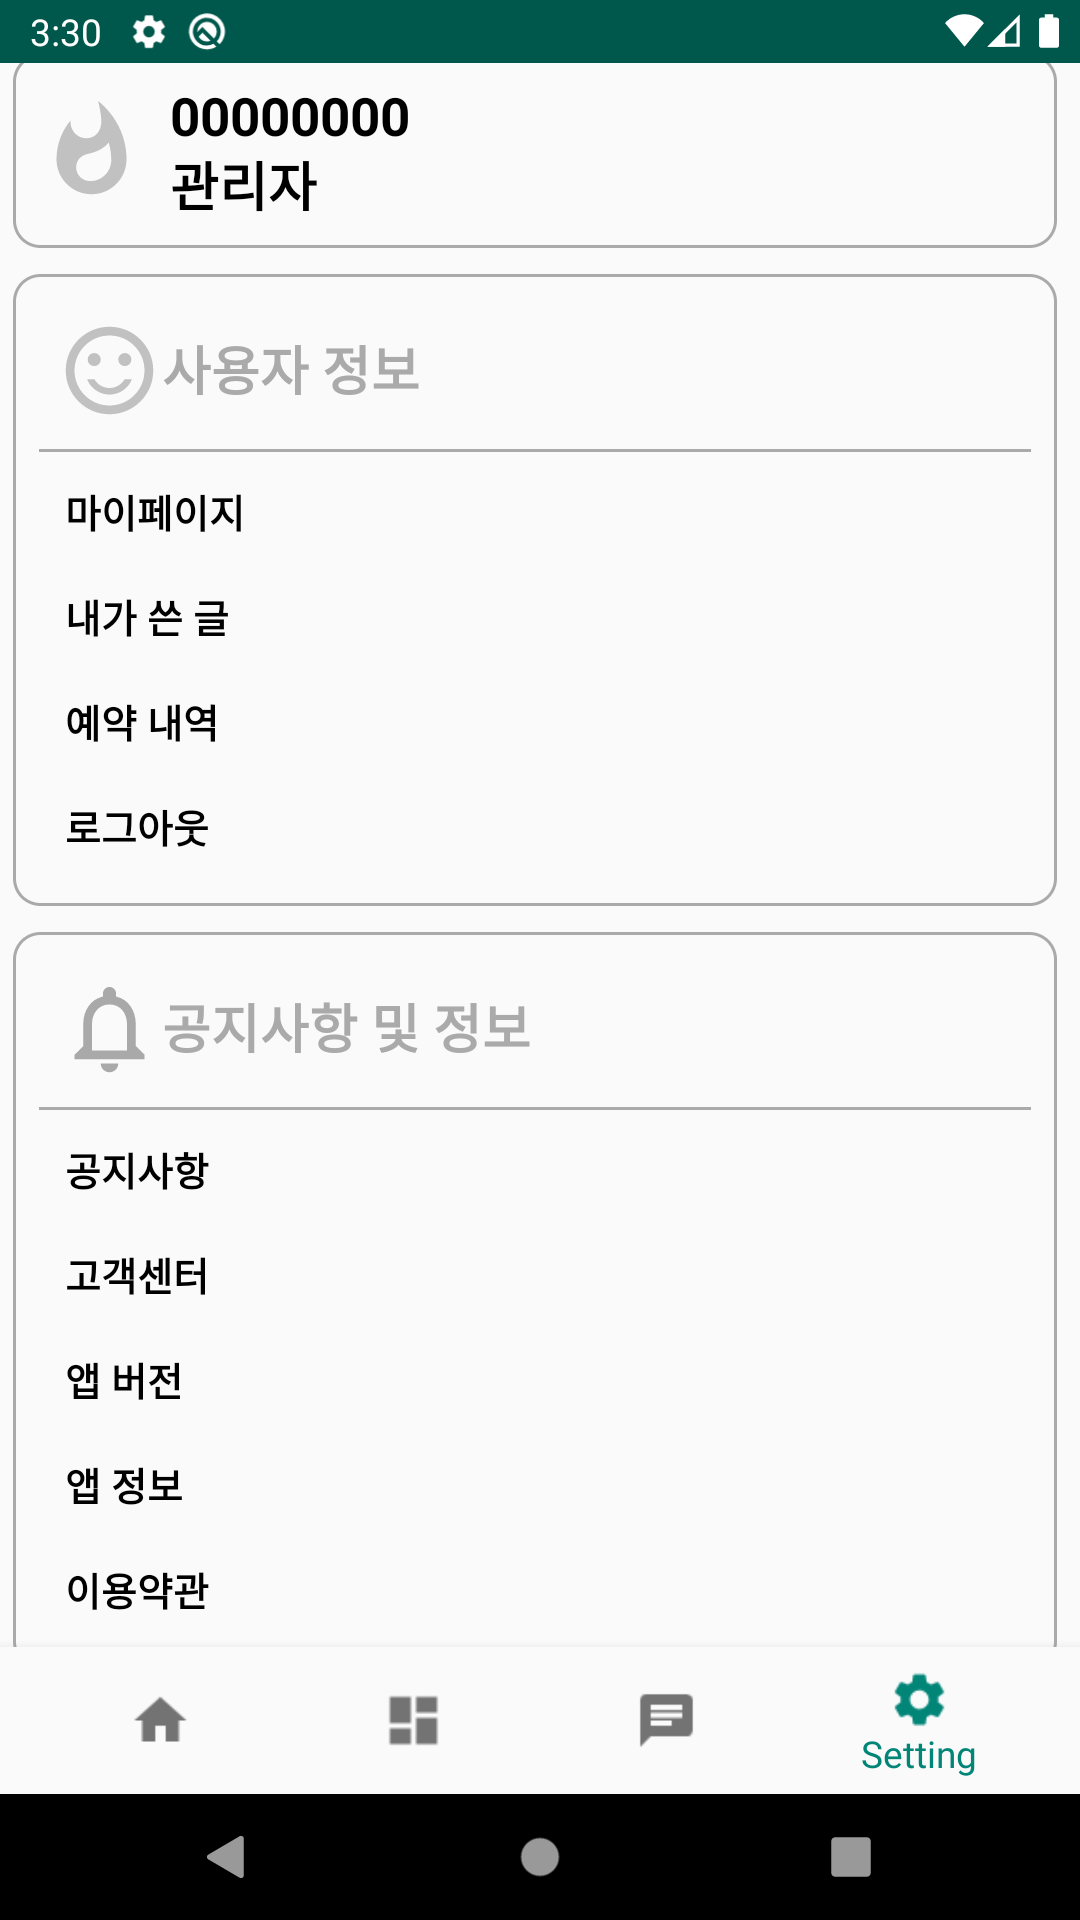 3:30
00000000
관리자
사용자 정보
마이페이지
내가 쓴 글
예약 내역
로그아웃
공지사항 및 정보
공지사항
고객센터
앱 버전
앱 정보
이용약관
Setting